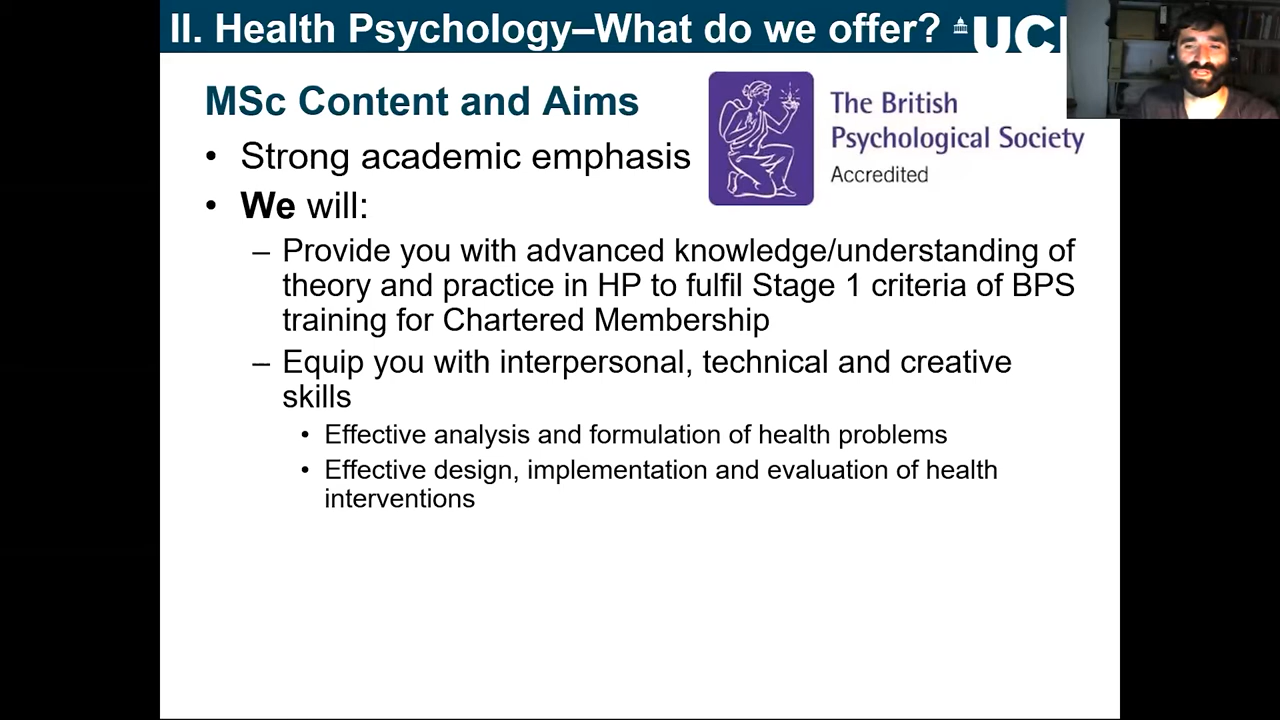 II. Health Psychology–What do we offer?
UC
MSc Content and Aims
The British
Psychological Society
Accredited
• Strong academic emphasis
• We will:
– Provide you with advanced knowledge/understanding of
theory and practice in HP to fulfil Stage 1 criteria of BPS
training for Chartered Membership
– Equip you with interpersonal, technical and creative
skills
• Effective analysis and formulation of health problems
• Effective design, implementation and evaluation of health
interventions